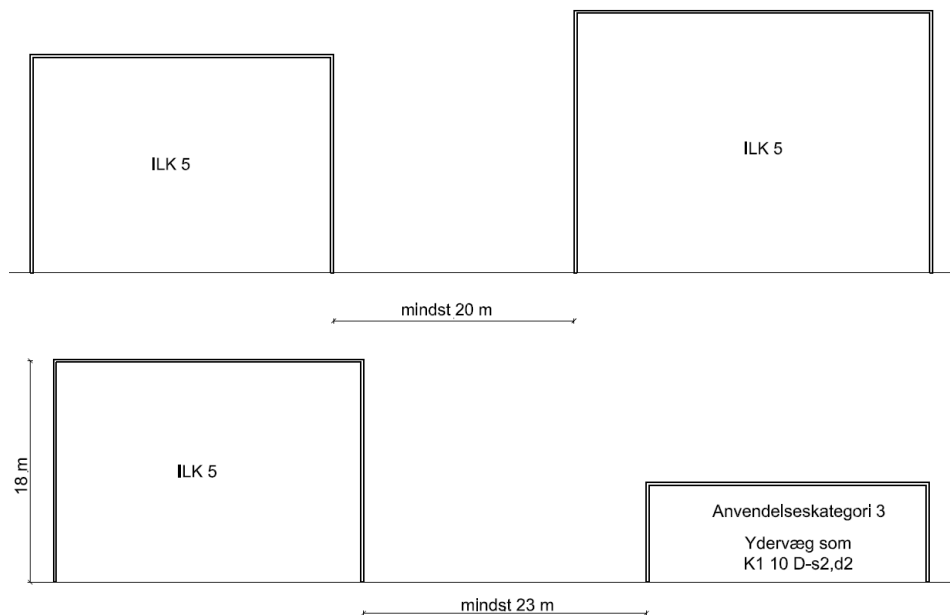 ILK 5
ILK 5
mindst 20 m
18 m
ILK 5
Anvendelseskategori 3
Ydervæg som
K1 10 D-s2,d2
mindst 23 m